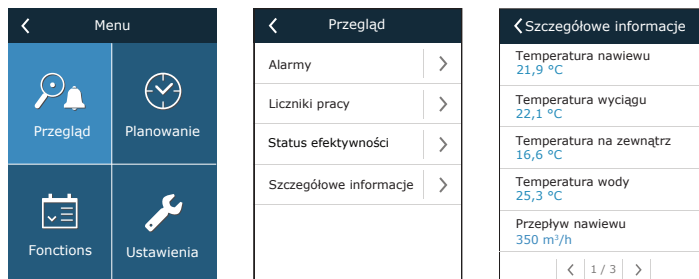 Menu
Przegląd
Planowanie
Fonctions
Ustawienia
Przegląd
Alarmy
Liczniki pracy
Status efektywności
Szczegółowe informacje
Szczegółowe informacje
Temperatura nawiewu
21,9 °C
Temperatura wyciągu
22,1 °C
Temperatura na zewnątrz
16,6 °C
Temperatura wody
25,3 °C
Przepływ nawiewu
350 m³/h
1 / 3